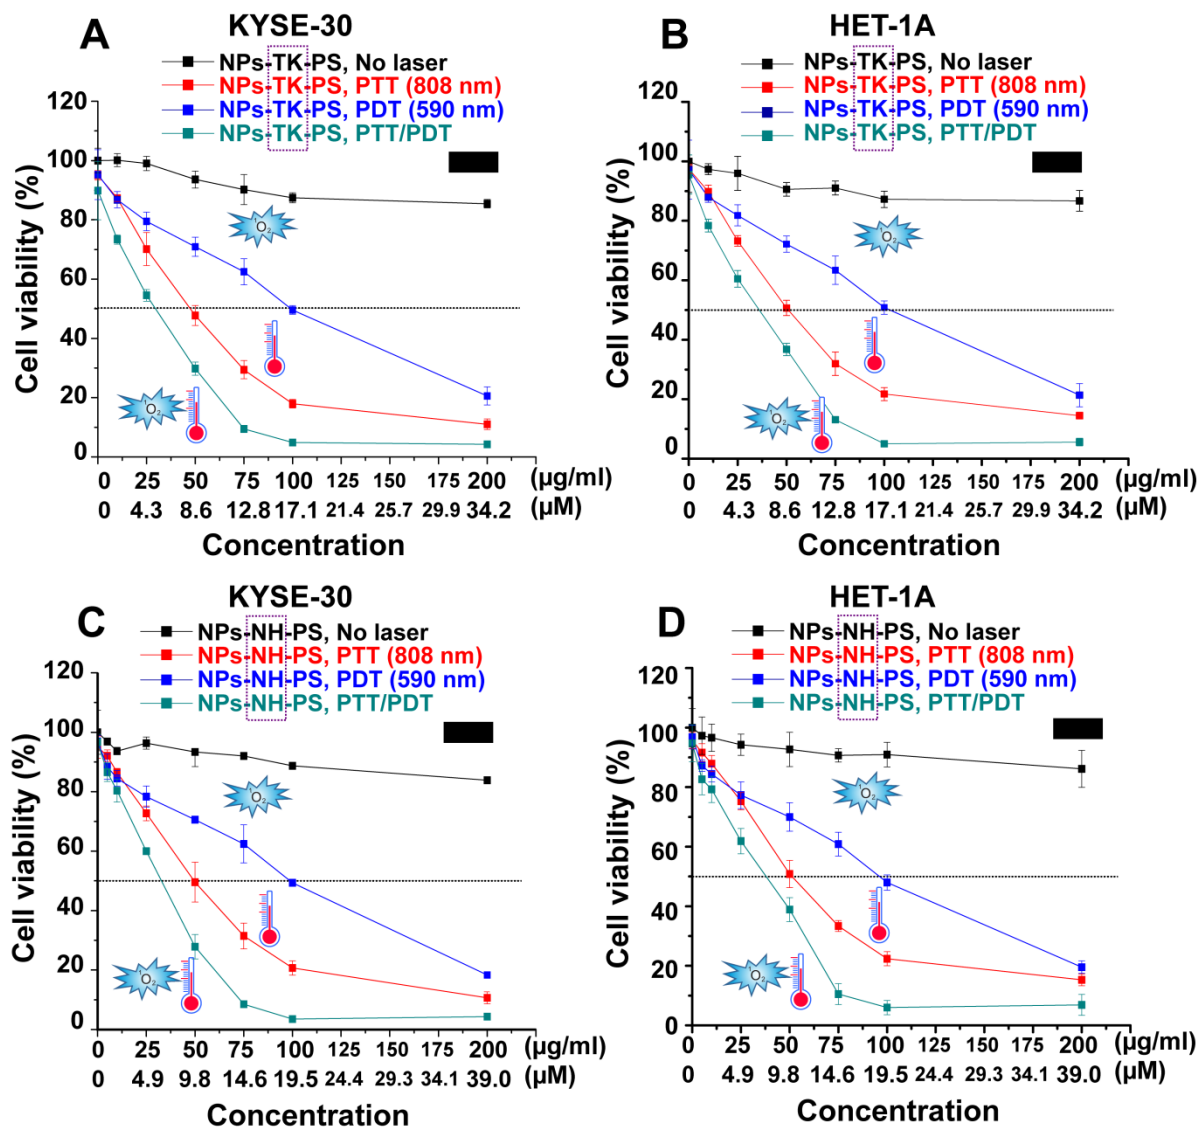 A
KYSE-30
NPs-TK-PS, No laser
NPs-TK-PS, PTT (808 nm)
NPs-TK-PS, PDT (590 nm)
NPs-TK-PS, PTT/PDT
Cell viability (%)
120
100
80
60
40
20
0
¹O₂
¹O₂
0 25 50 75 100 125 150 175 200 (µg/ml)
0 4.3 8.6 12.8 17.1 21.4 25.7 29.9 34.2 (µM)
Concentration
B
HET-1A
NPs-TK-PS, No laser
NPs-TK-PS, PTT (808 nm)
NPs-TK-PS, PDT (590 nm)
NPs-TK-PS, PTT/PDT
Cell viability (%)
120
100
80
60
40
20
0
¹O₂
¹O₂
0 25 50 75 100 125 150 175 200 (µg/ml)
0 4.3 8.6 12.8 17.1 21.4 25.7 29.9 34.2 (µM)
Concentration
C
KYSE-30
NPs-NH-PS, No laser
NPs-NH-PS, PTT (808 nm)
NPs-NH-PS, PDT (590 nm)
NPs-NH-PS, PTT/PDT
Cell viability (%)
120
100
80
60
40
20
0
¹O₂
¹O₂
0 25 50 75 100 125 150 175 200 (µg/ml)
0 4.9 9.8 14.6 19.5 24.4 29.3 34.1 39.0 (µM)
Concentration
D
HET-1A
NPs-NH-PS, No laser
NPs-NH-PS, PTT (808 nm)
NPs-NH-PS, PDT (590 nm)
NPs-NH-PS, PTT/PDT
Cell viability (%)
120
100
80
60
40
20
0
¹O₂
¹O₂
0 25 50 75 100 125 150 175 200 (µg/ml)
0 4.9 9.8 14.6 19.5 24.4 29.3 34.1 39.0 (µM)
Concentration